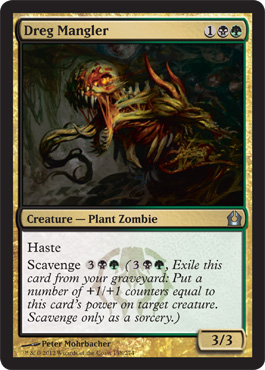 Dreg Mangler 1
Creature — Plant Zombie
Haste
Scavenge 3 (3, Exile this
card from your graveyard: Put a
number of +1/+1 counters equal to
this card's power on target creature.
Scavenge only as a sorcery.)
3/3
Peter Mohrbacher